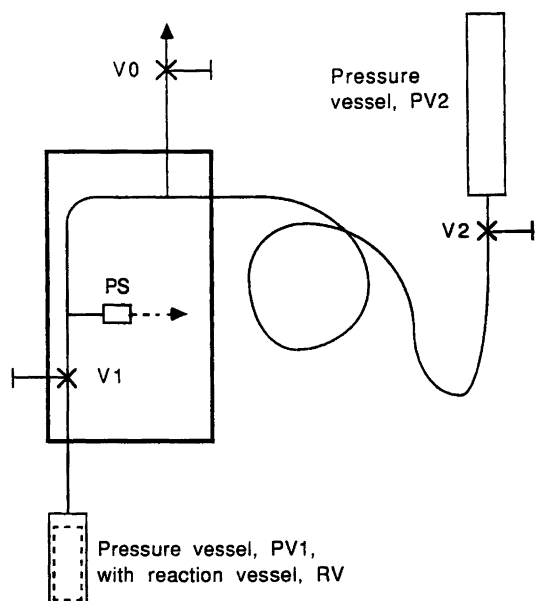 V0
Pressure
vessel, PV2
V2
PS
V1
Pressure vessel, PV1,
with reaction vessel, RV